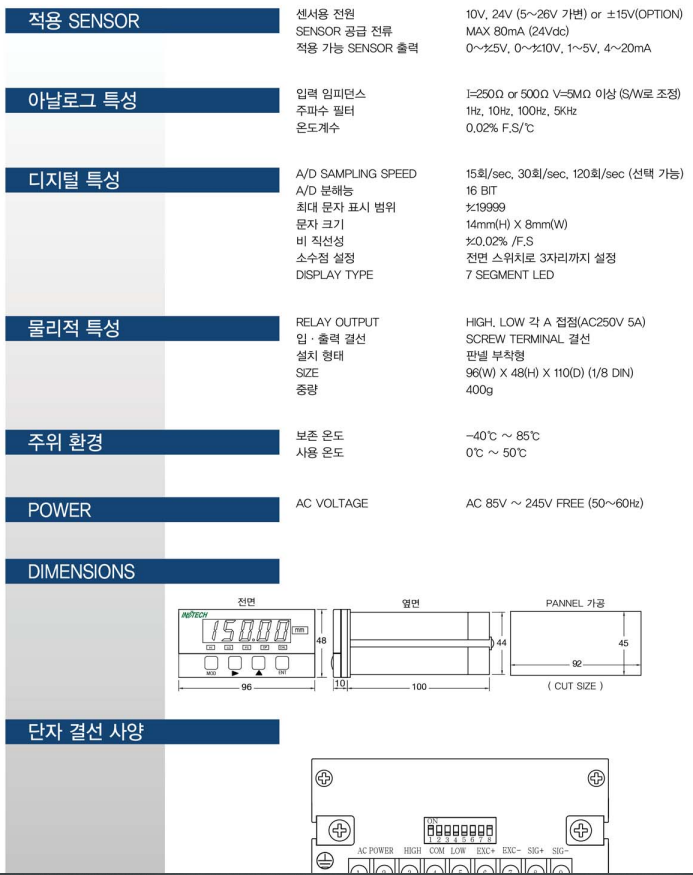 적용 SENSOR
센서용 전원 10V, 24V (5~26V 가변) or ±15V(OPTION)
SENSOR 공급 전류 MAX 80mA (24Vdc)
적용 가능 SENSOR 출력 0~±5V, 0~±10V, 1~5V, 4~20mA
아날로그 특성
입력 임피던스 I=250Ω or 500Ω V=5MΩ 이상 (S/W로 조정)
주파수 필터 1Hz, 10Hz, 100Hz, 5KHz
온도계수 0.02% F.S/℃
디지털 특성
A/D SAMPLING SPEED 15회/sec, 30회/sec, 120회/sec (선택 가능)
A/D 분해능 16 BIT
최대 문자 표시 범위 ±19999
문자 크기 14mm(H) X 8mm(W)
비 직선성 ±0.02% /F.S
소수점 설정 전면 스위치로 3자리까지 설정
DISPLAY TYPE 7 SEGMENT LED
물리적 특성
RELAY OUTPUT HIGH, LOW 각 A 접점(AC250V 5A)
입 · 출력 결선 SCREW TERMINAL 결선
설치 형태 판넬 부착형
SIZE 96(W) X 48(H) X 110(D) (1/8 DIN)
중량 400g
주위 환경
보존 온도 -40℃ ~ 85℃
사용 온도 0℃ ~ 50℃
POWER
AC VOLTAGE AC 85V ~ 245V FREE (50~60Hz)
DIMENSIONS
전면 옆면 PANNEL 가공
150.00 mm
48 44 45
MOD ENT
92
96 10 100 ( CUT SIZE )
단자 결선 사양
ON
1 2 3 4 5 6 7 8
AC POWER HIGH COM LOW EXC+ EXC- SIG+ SIG-